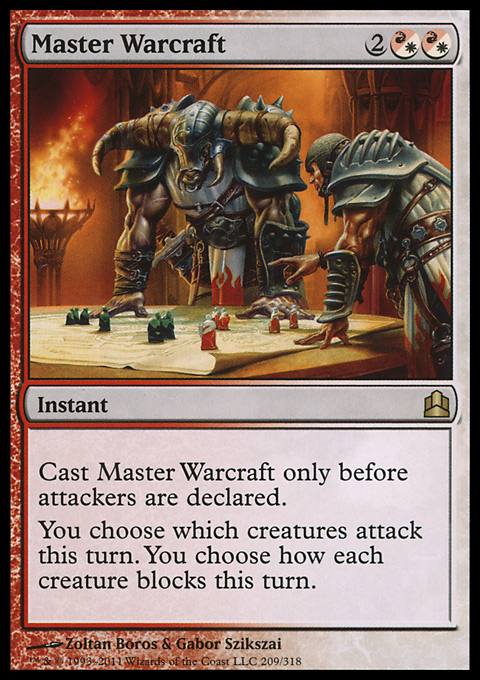 Master Warcraft 2
Instant
Cast Master Warcraft only before
attackers are declared.
You choose which creatures attack
this turn. You choose how each
creature blocks this turn.
Zoltan Boros & Gabor Szikszai
™ & © 1993-2011 Wizards of the Coast LLC 209/318